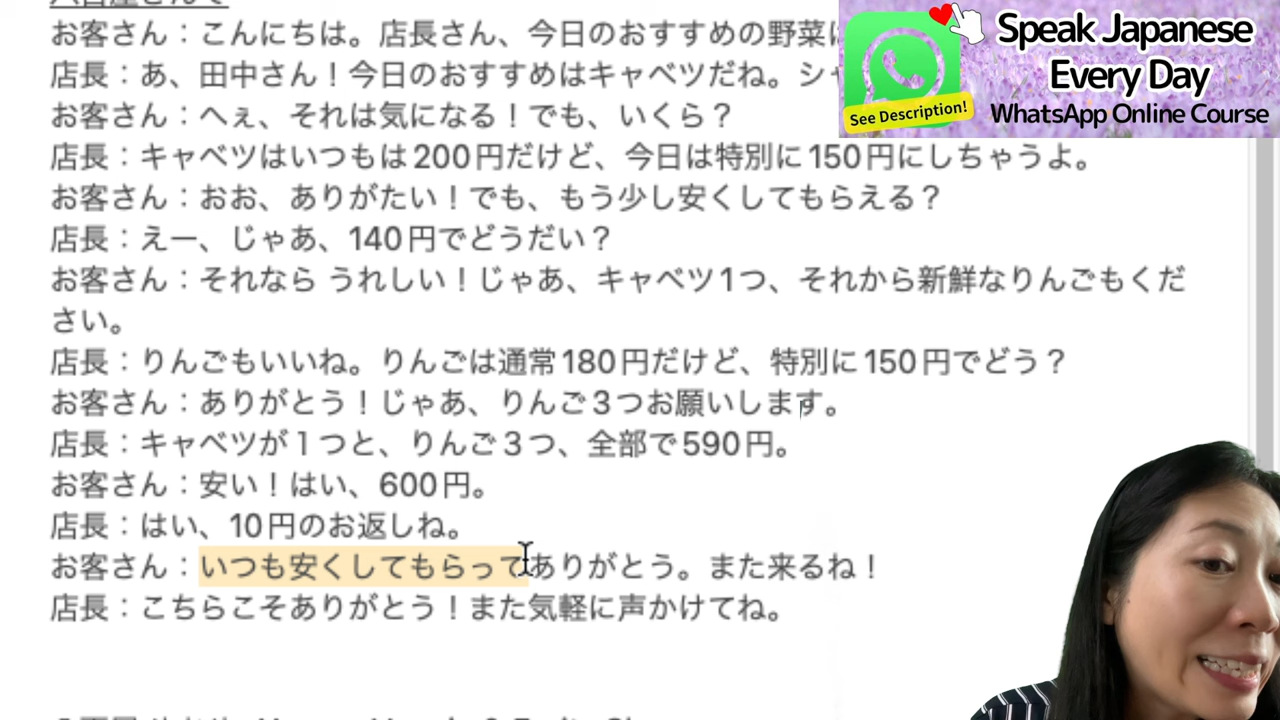 お客さん：こんにちは。店長さん、今日のおすすめの野菜
Speak Japanese
Every Day
See Description!
WhatsApp Online Course
店長：あ、田中さん！今日のおすすめはキャベツだね。
お客さん：へぇ、それは気になる！でも、いくら？
店長：キャベツはいつもは200円だけど、今日は特別に150円にしちゃうよ。
お客さん：おお、ありがたい！でも、もう少し安くしてもらえる？
店長：えー、じゃあ、140円でどうだい？
お客さん：それなら うれしい！じゃあ、キャベツ1つ、それから新鮮なりんごもくだ
さい。
店長：りんごもいいね。りんごは通常180円だけど、特別に150円でどう？
お客さん：ありがとう！じゃあ、りんご3つお願いします。
店長：キャベツが1つと、りんご3つ、全部で590円。
お客さん：安い！はい、600円。
店長：はい、10円のお返しね。
お客さん：いつも安くしてもらってありがとう。また来るね！
店長：こちらこそありがとう！また気軽に声かけてね。